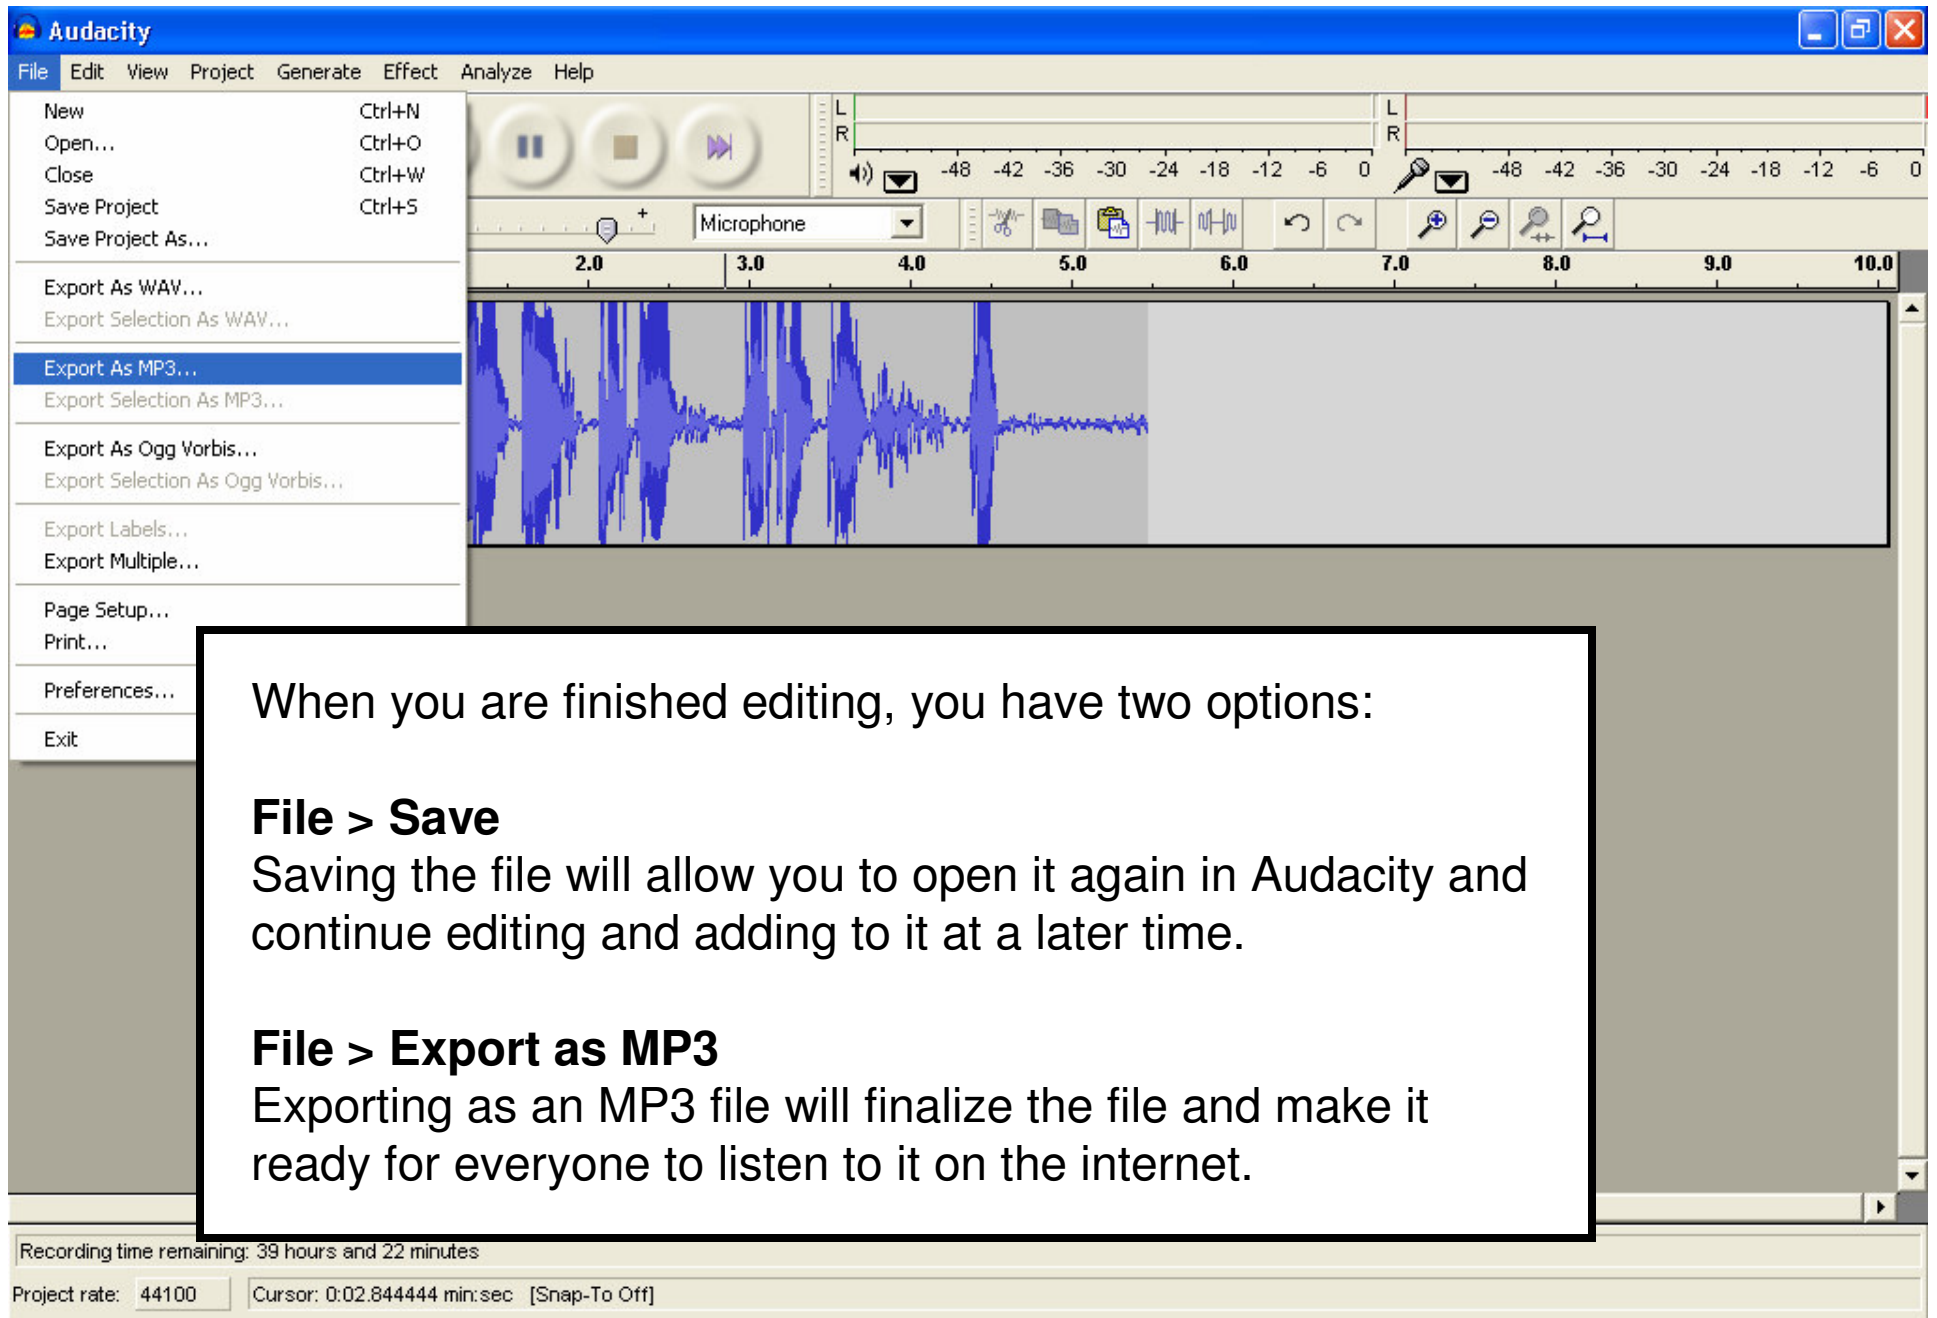 Audacity
File Edit View Project Generate Effect Analyze Help
New Ctrl+N
Open... Ctrl+O
Close Ctrl+W
Save Project Ctrl+S
Save Project As...
Export As WAV...
Export Selection As WAV...
Export As MP3...
Export Selection As MP3...
Export As Ogg Vorbis...
Export Selection As Ogg Vorbis...
Export Labels...
Export Multiple...
Page Setup...
Print...
Preferences...
Exit
L
R
-48 -42 -36 -30 -24 -18 -12 -6 0
L
R
-48 -42 -36 -30 -24 -18 -12 -6 0
Microphone
2.0 3.0 4.0 5.0 6.0 7.0 8.0 9.0 10.0
When you are finished editing, you have two options:
File > Save
Saving the file will allow you to open it again in Audacity and
continue editing and adding to it at a later time.
File > Export as MP3
Exporting as an MP3 file will finalize the file and make it
ready for everyone to listen to it on the internet.
Recording time remaining: 39 hours and 22 minutes
Project rate: 44100 Cursor: 0:02.844444 min:sec [Snap-To Off]